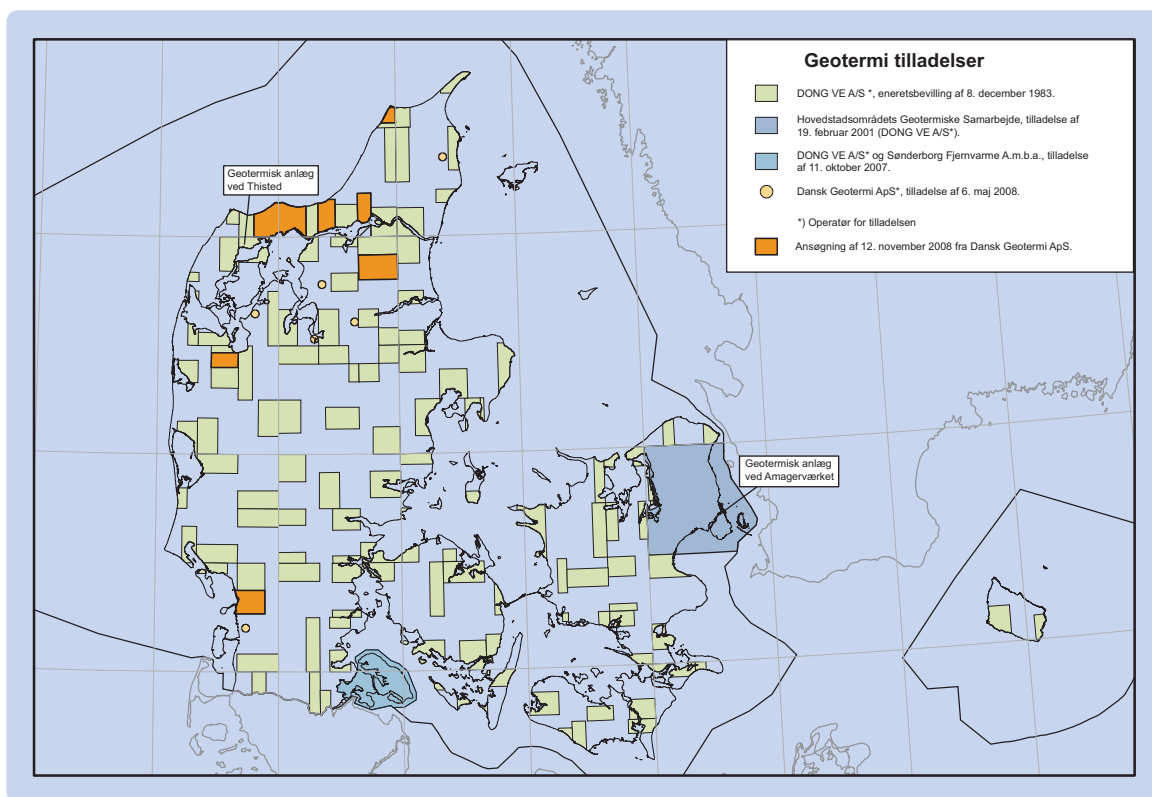 Geotermi tilladelser
DONG VE A/S *, eneretsbevilling af 8. december 1983.
Hovedstadsområdets Geotermiske Samarbejde, tilladelse af
19. februar 2001 (DONG VE A/S*).
DONG VE A/S* og Sønderborg Fjernvarme A.m.b.a., tilladelse
af 11. oktober 2007.
Dansk Geotermi ApS*, tilladelse af 6. maj 2008.
*) Operatør for tilladelsen
Ansøgning af 12. november 2008 fra Dansk Geotermi ApS.
Geotermisk anlæg
ved Thisted
Geotermisk anlæg
ved Amagerværket